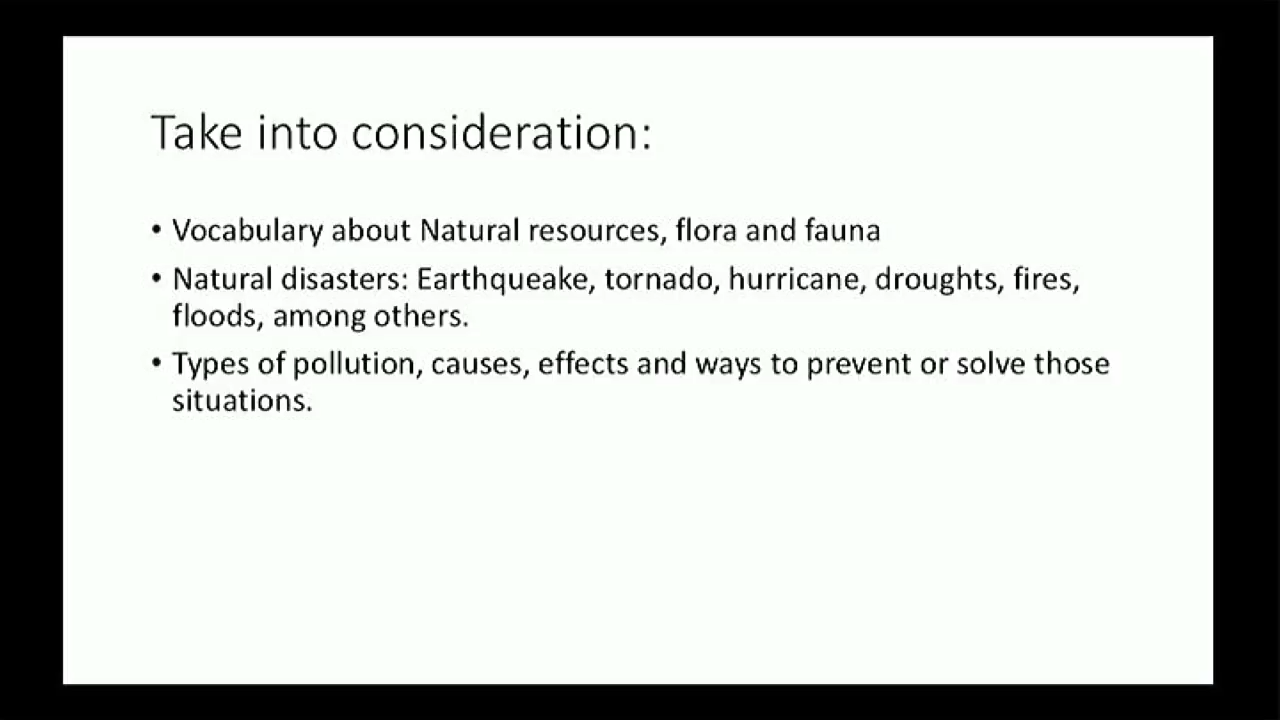 Take into consideration:
• Vocabulary about Natural resources, flora and fauna
• Natural disasters: Earthqueake, tornado, hurricane, droughts, fires,
floods, among others.
• Types of pollution, causes, effects and ways to prevent or solve those
situations.